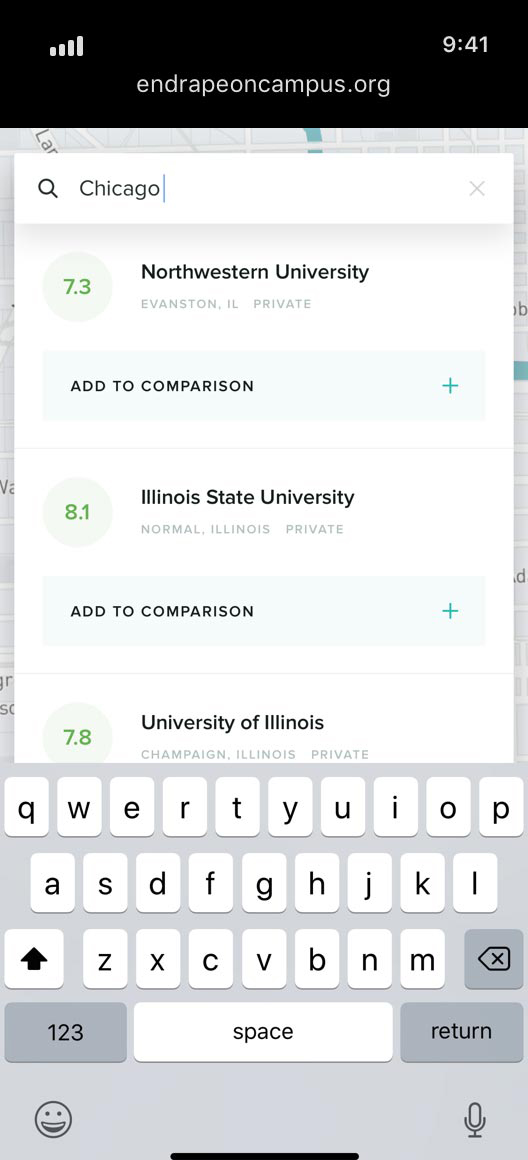 9:41
endrapeoncampus.org
Chicago
7.3
Northwestern University
EVANSTON, IL PRIVATE
ADD TO COMPARISON
8.1
Illinois State University
NORMAL, ILLINOIS PRIVATE
ADD TO COMPARISON
7.8
University of Illinois
CHAMPAIGN, ILLINOIS PRIVATE
q w e r t y u i o p
a s d f g h j k l
z x c v b n m
123 space return